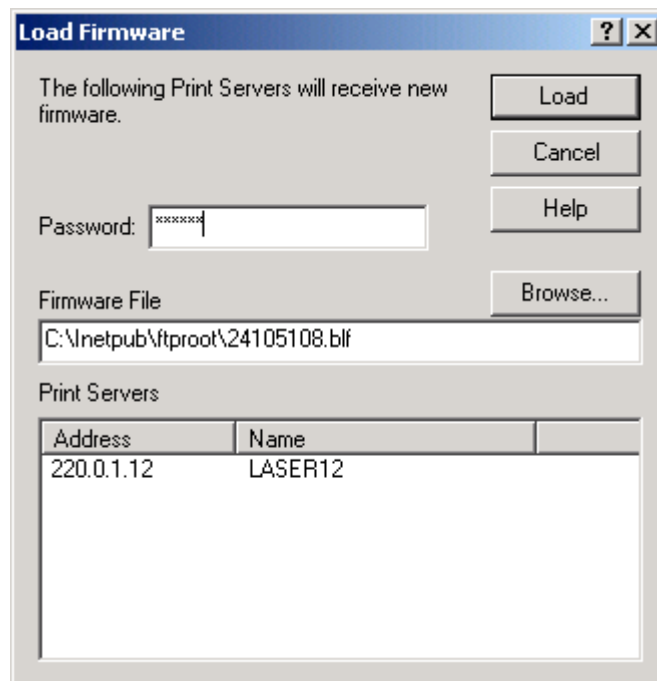 Load Firmware
The following Print Servers will receive new
firmware.
Load
Cancel
Help
Password: ******
Browse...
Firmware File
C:\Inetpub\ftproot\24105108.blf
Print Servers
Address Name
220.0.1.12 LASER12